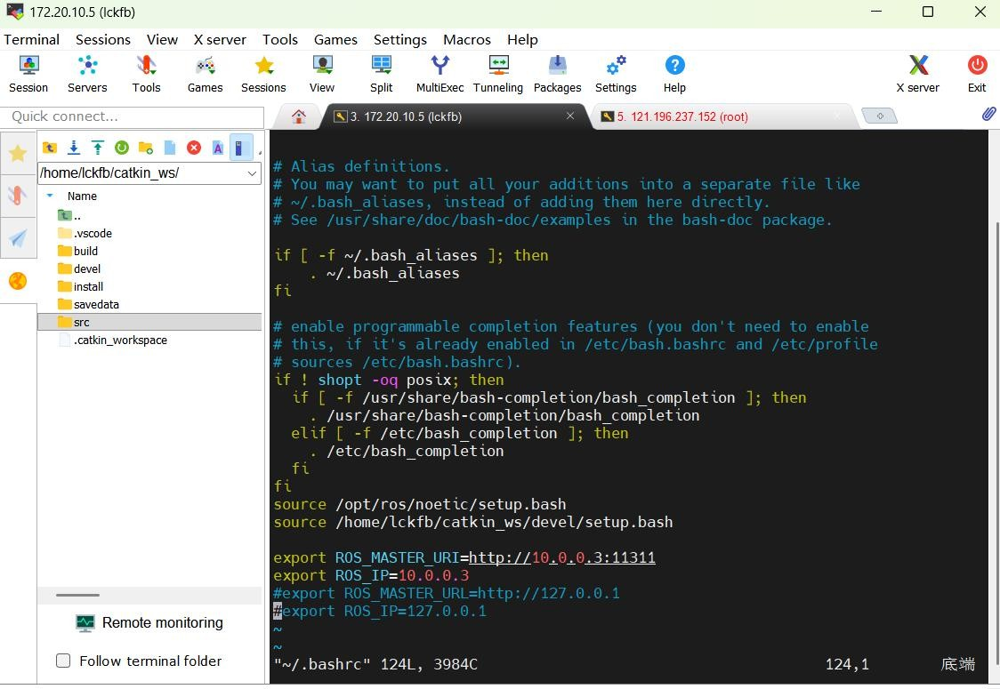 172.20.10.5 (lckfb)
Terminal Sessions View X server Tools Games Settings Macros Help
Session Servers Tools Games Sessions View Split MultiExec Tunneling Packages Settings Help X server Exit
Quick connect...
3. 172.20.10.5 (lckfb)
5. 121.196.237.152 (root)
/home/lckfb/catkin_ws/
Name
..
.vscode
build
devel
install
savedata
src
.catkin_workspace
Remote monitoring
Follow terminal folder
# Alias definitions.
# You may want to put all your additions into a separate file like
# ~/.bash_aliases, instead of adding them here directly.
# See /usr/share/doc/bash-doc/examples in the bash-doc package.
if [ -f ~/.bash_aliases ]; then
    . ~/.bash_aliases
fi
# enable programmable completion features (you don't need to enable
# this, if it's already enabled in /etc/bash.bashrc and /etc/profile
# sources /etc/bash.bashrc).
if ! shopt -oq posix; then
  if [ -f /usr/share/bash-completion/bash_completion ]; then
    . /usr/share/bash-completion/bash_completion
  elif [ -f /etc/bash_completion ]; then
    . /etc/bash_completion
  fi
fi
source /opt/ros/noetic/setup.bash
source /home/lckfb/catkin_ws/devel/setup.bash
export ROS_MASTER_URI=http://10.0.0.3:11311
export ROS_IP=10.0.0.3
#export ROS_MASTER_URL=http://127.0.0.1
#export ROS_IP=127.0.0.1
~
~
"~/.bashrc" 124L, 3984C 124,1 底端